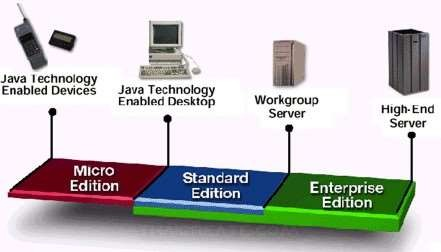 Java Technology
Enabled Devices
Java Technology
Enabled Desktop
Workgroup
Server
High-End
Server
Micro
Edition
Standard
Edition
Enterprise
Edition